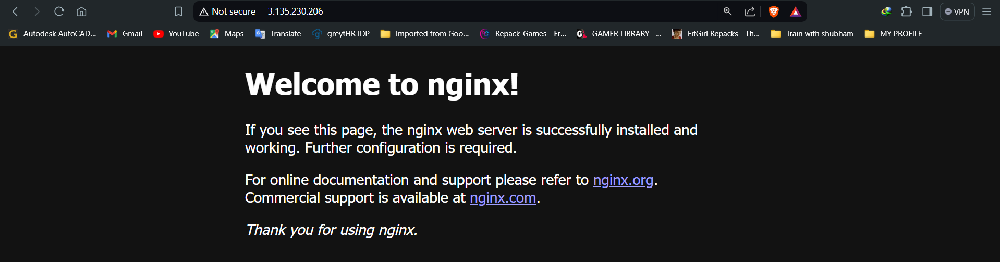 Not secure 3.135.230.206
VPN
Autodesk AutoCAD... Gmail YouTube Maps Translate greytHR IDP Imported from Goo... Repack-Games - Fr... GAMER LIBRARY –... FitGirl Repacks - Th... Train with shubham MY PROFILE
Welcome to nginx!
If you see this page, the nginx web server is successfully installed and
working. Further configuration is required.
For online documentation and support please refer to nginx.org.
Commercial support is available at nginx.com.
Thank you for using nginx.